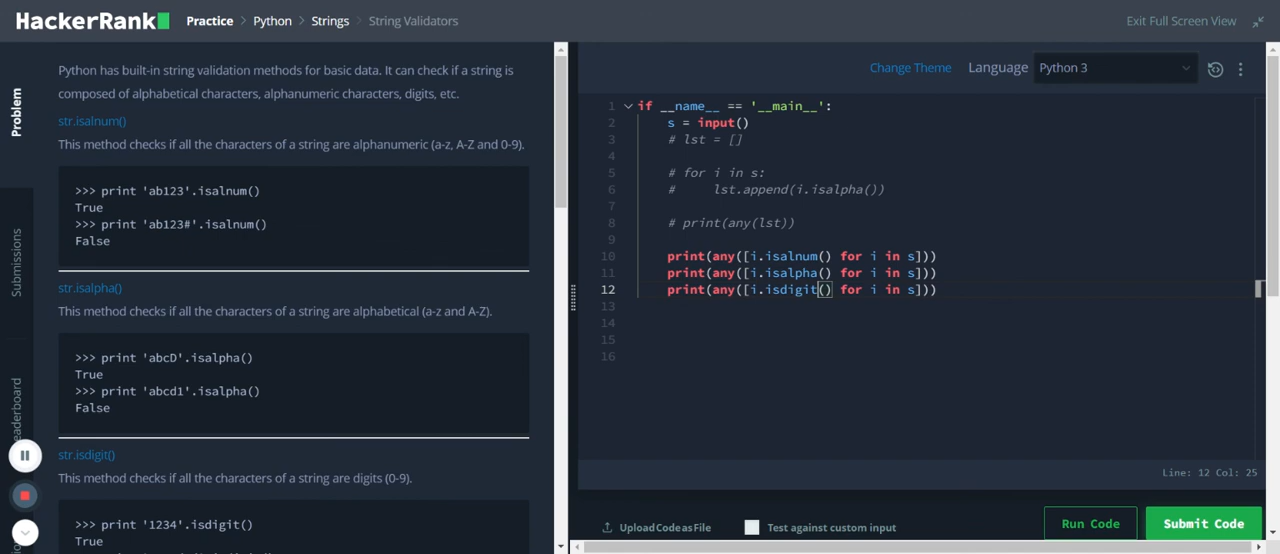 HackerRank
Practice > Python > Strings > String Validators
Exit Full Screen View
Problem
Submissions
eaderboard
Python has built-in string validation methods for basic data. It can check if a string is
composed of alphabetical characters, alphanumeric characters, digits, etc.
str.isalnum()
This method checks if all the characters of a string are alphanumeric (a-z, A-Z and 0-9).
>>> print 'ab123'.isalnum()
True
>>> print 'ab123#'.isalnum()
False
str.isalpha()
This method checks if all the characters of a string are alphabetical (a-z and A-Z).
>>> print 'abcD'.isalpha()
True
>>> print 'abcd1'.isalpha()
False
str.isdigit()
This method checks if all the characters of a string are digits (0-9).
>>> print '1234'.isdigit()
True
Change Theme Language Python 3
1 if __name__ == '__main__':
2 s = input()
3 # lst = []
4
5 # for i in s:
6 #     lst.append(i.isalpha())
7
8 # print(any(lst))
9
10 print(any([i.isalnum() for i in s]))
11 print(any([i.isalpha() for i in s]))
12 print(any([i.isdigit() for i in s]))
13
14
15
16
Line: 12 Col: 25
Upload Code as File
Test against custom input
Run Code
Submit Code